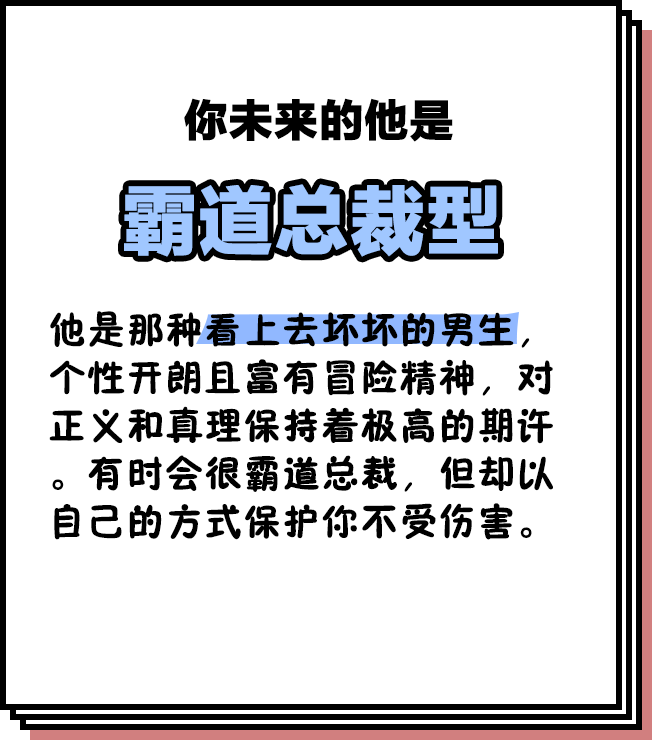 你未来的他是
霸道总裁型
他是那种看上去坏坏的男生，
个性开朗且富有冒险精神，对
正义和真理保持着极高的期许
。有时会很霸道总裁，但却以
自己的方式保护你不受伤害。